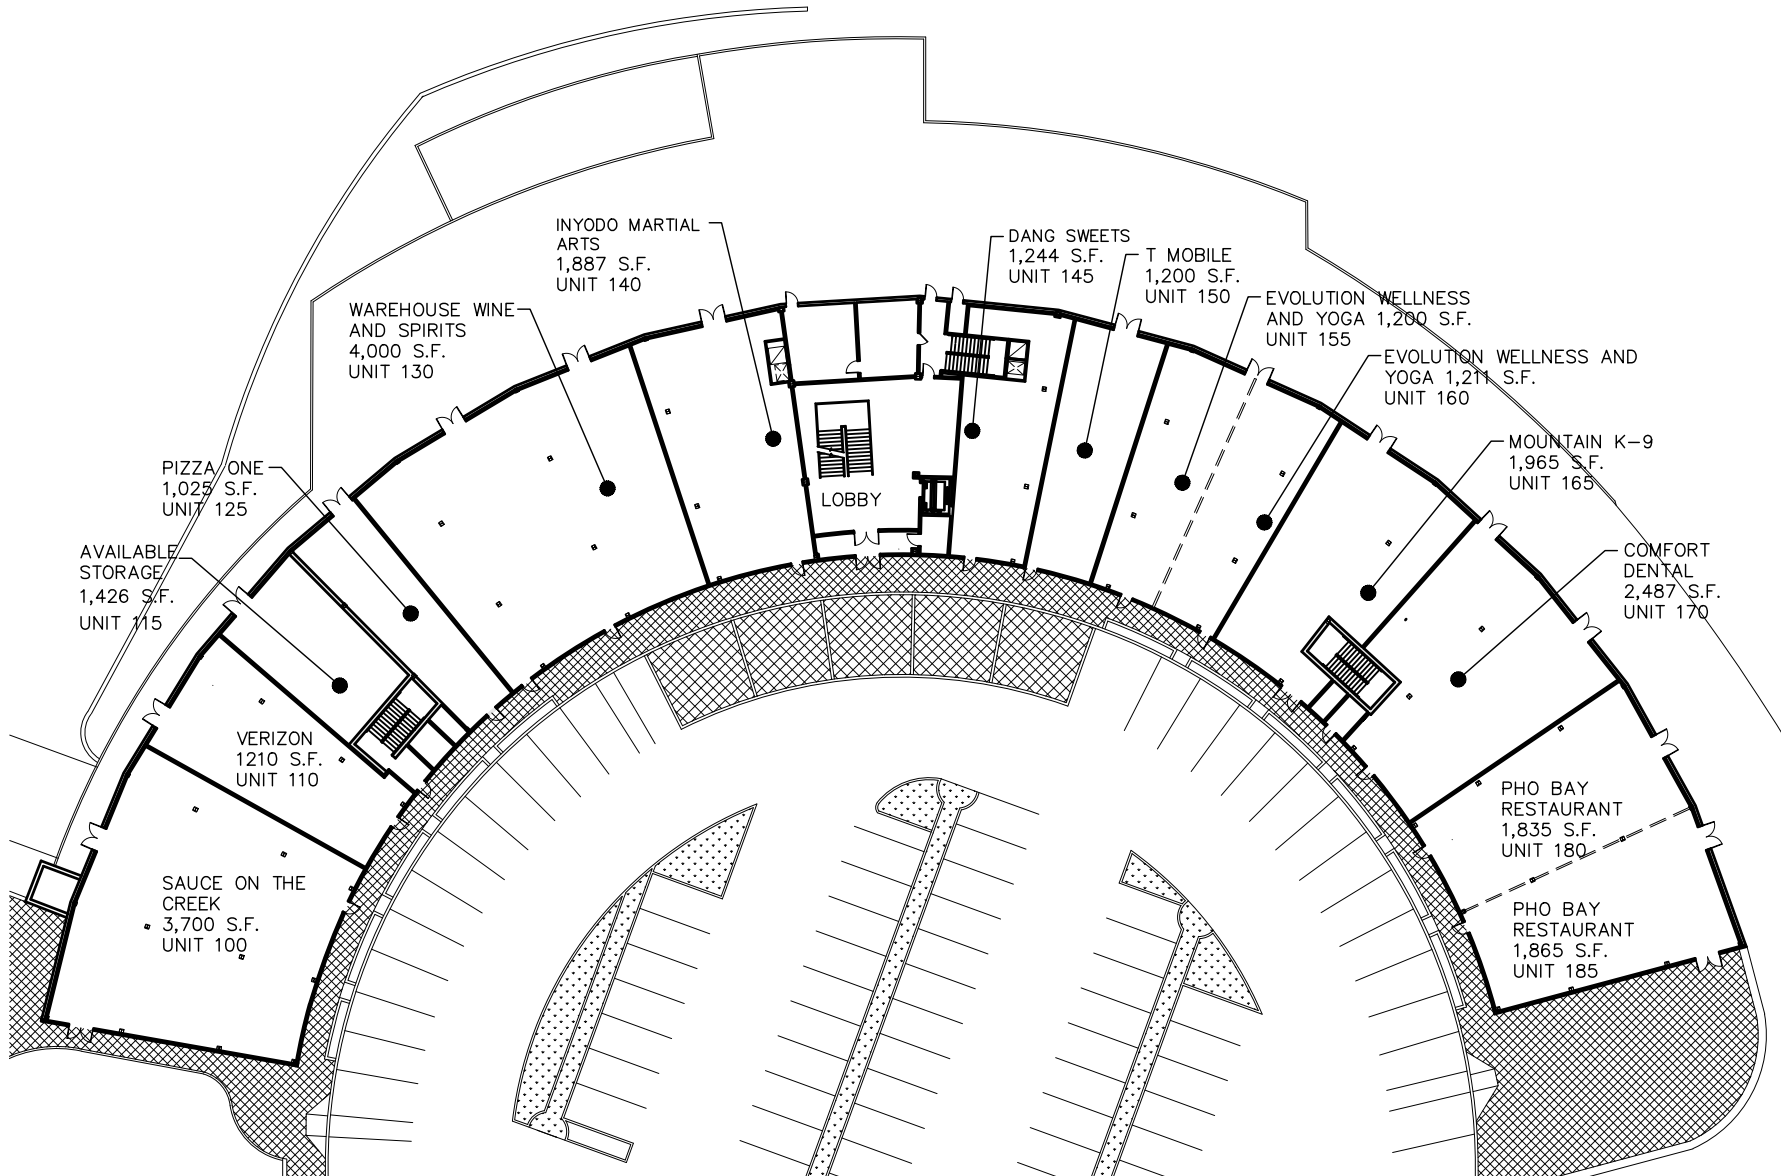 INYODO MARTIAL
ARTS
1,887 S.F.
UNIT 140
DANG SWEETS
1,244 S.F.
UNIT 145
T MOBILE
1,200 S.F.
UNIT 150
EVOLUTION WELLNESS
AND YOGA 1,200 S.F.
UNIT 155
WAREHOUSE WINE
AND SPIRITS
4,000 S.F.
UNIT 130
EVOLUTION WELLNESS AND
YOGA 1,211 S.F.
UNIT 160
MOUNTAIN K-9
1,965 S.F.
UNIT 165
PIZZA ONE
1,025 S.F.
UNIT 125
LOBBY
AVAILABLE
STORAGE
1,426 S.F.
UNIT 115
COMFORT
DENTAL
2,487 S.F.
UNIT 170
VERIZON
1210 S.F.
UNIT 110
PHO BAY
RESTAURANT
1,835 S.F.
UNIT 180
SAUCE ON THE
CREEK
3,700 S.F.
UNIT 100
PHO BAY
RESTAURANT
1,865 S.F.
UNIT 185